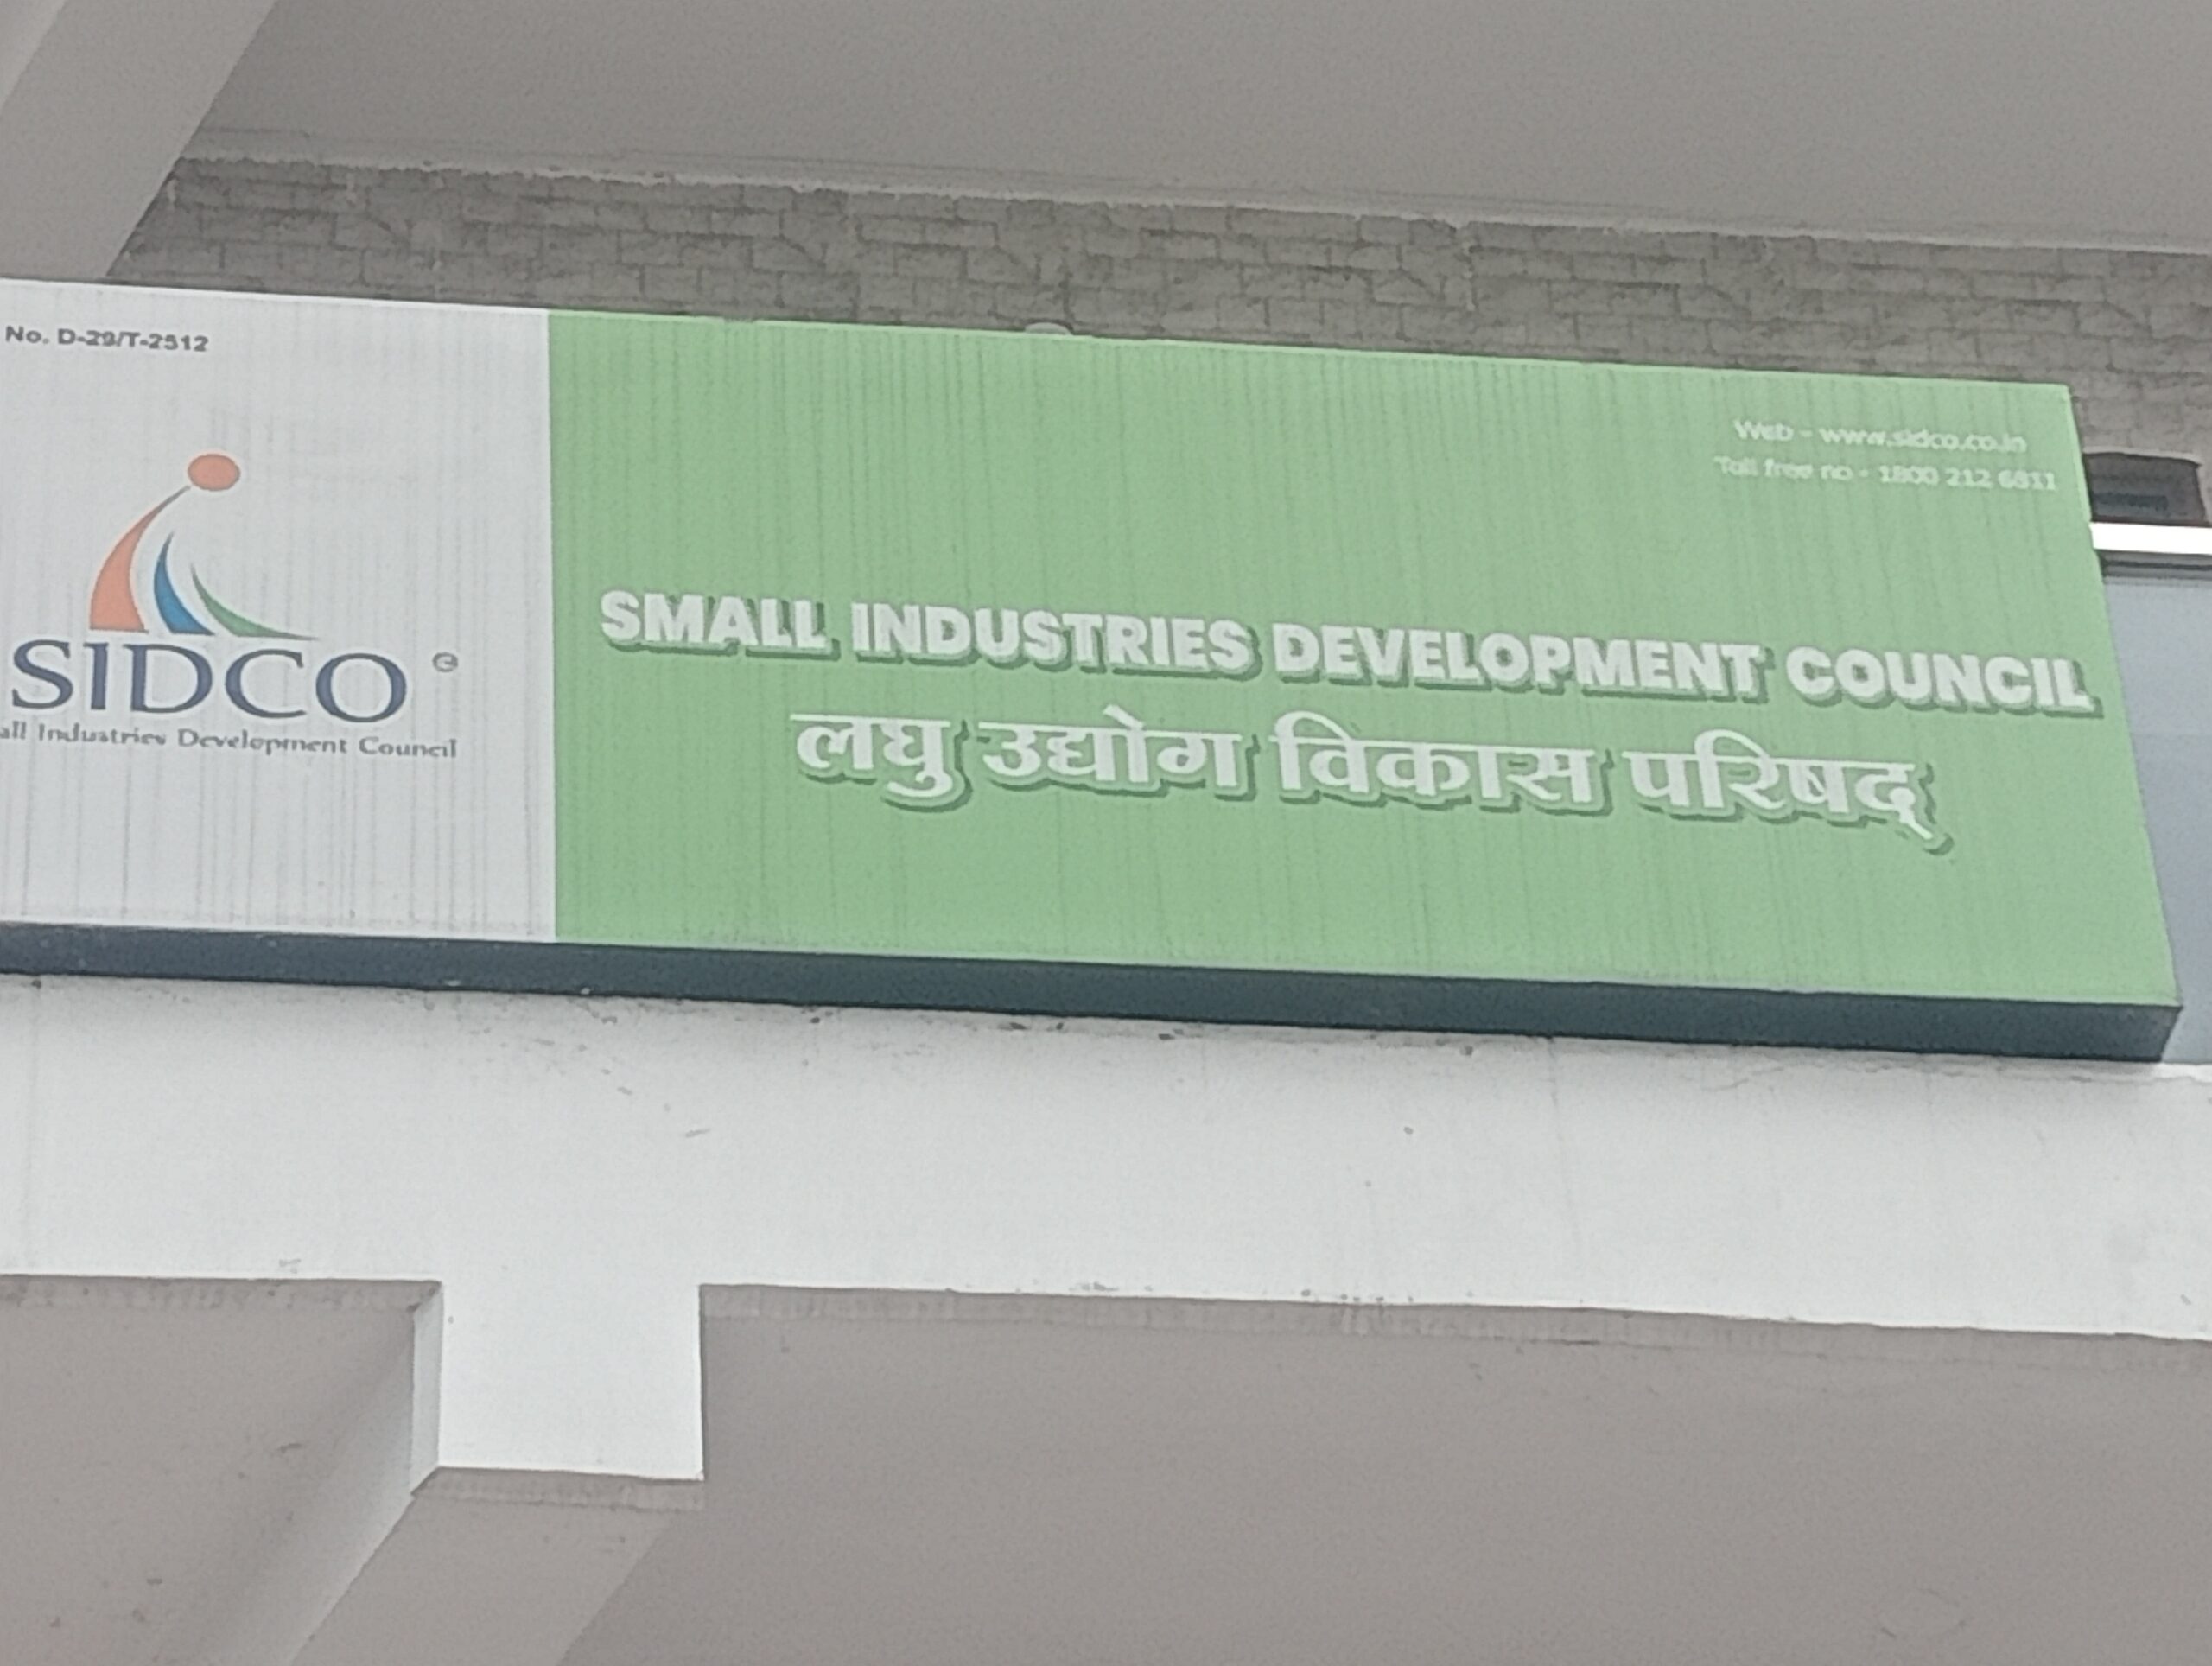 No. D-29/T-2512
SIDCO
all Industries Development Council
Web - www.sidco.co.in
Toll free no - 1800 212 6811
SMALL INDUSTRIES DEVELOPMENT COUNCIL
लघु उद्योग विकास परिषद्